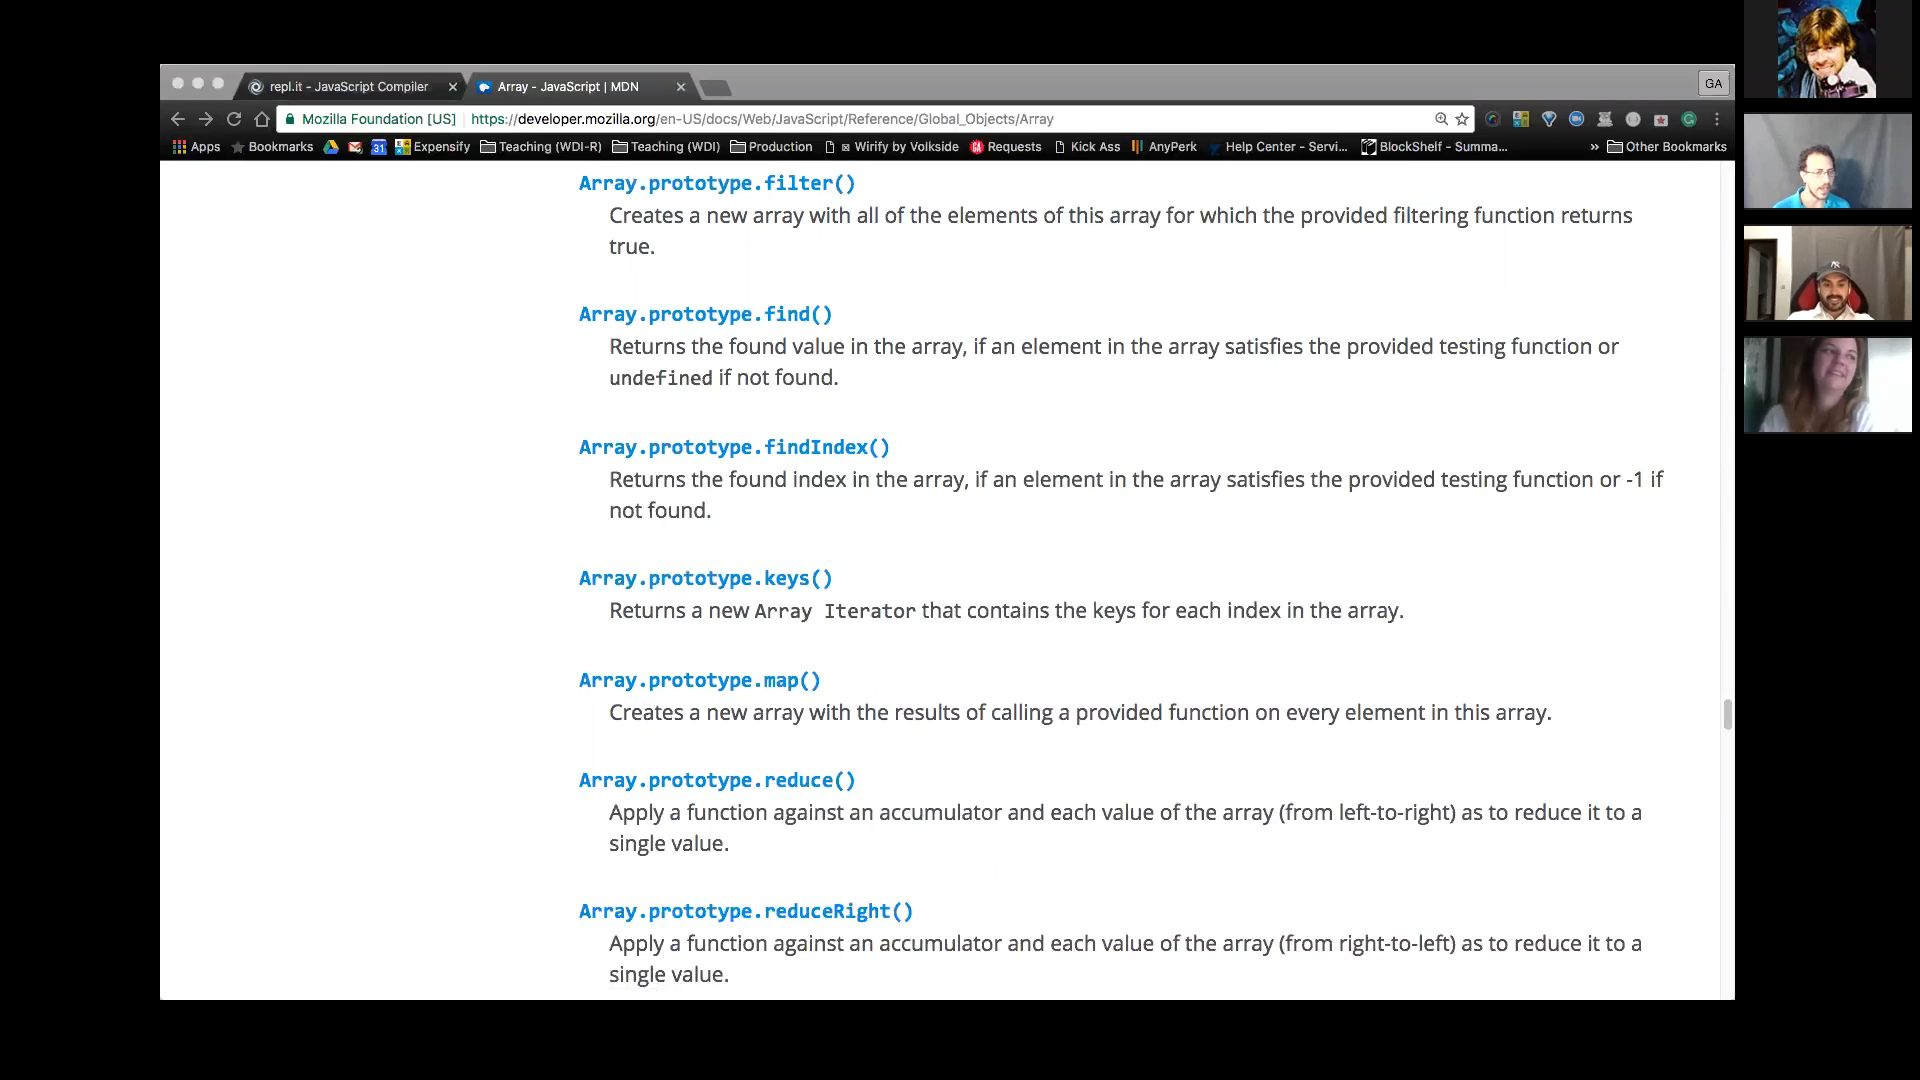 repl.it - JavaScript Compiler
Array - JavaScript | MDN
GA
Mozilla Foundation [US]
https://developer.mozilla.org/en-US/docs/Web/JavaScript/Reference/Global_Objects/Array
Apps Bookmarks 31 Expensify Teaching (WDI-R) Teaching (WDI) Production Wirify by Volkside GA Requests Kick Ass AnyPerk Help Center - Servi... BlockShelf - Summa... » Other Bookmarks
Array.prototype.filter()
Creates a new array with all of the elements of this array for which the provided filtering function returns
true.
Array.prototype.find()
Returns the found value in the array, if an element in the array satisfies the provided testing function or
undefined if not found.
Array.prototype.findIndex()
Returns the found index in the array, if an element in the array satisfies the provided testing function or -1 if
not found.
Array.prototype.keys()
Returns a new Array Iterator that contains the keys for each index in the array.
Array.prototype.map()
Creates a new array with the results of calling a provided function on every element in this array.
Array.prototype.reduce()
Apply a function against an accumulator and each value of the array (from left-to-right) as to reduce it to a
single value.
Array.prototype.reduceRight()
Apply a function against an accumulator and each value of the array (from right-to-left) as to reduce it to a
single value.